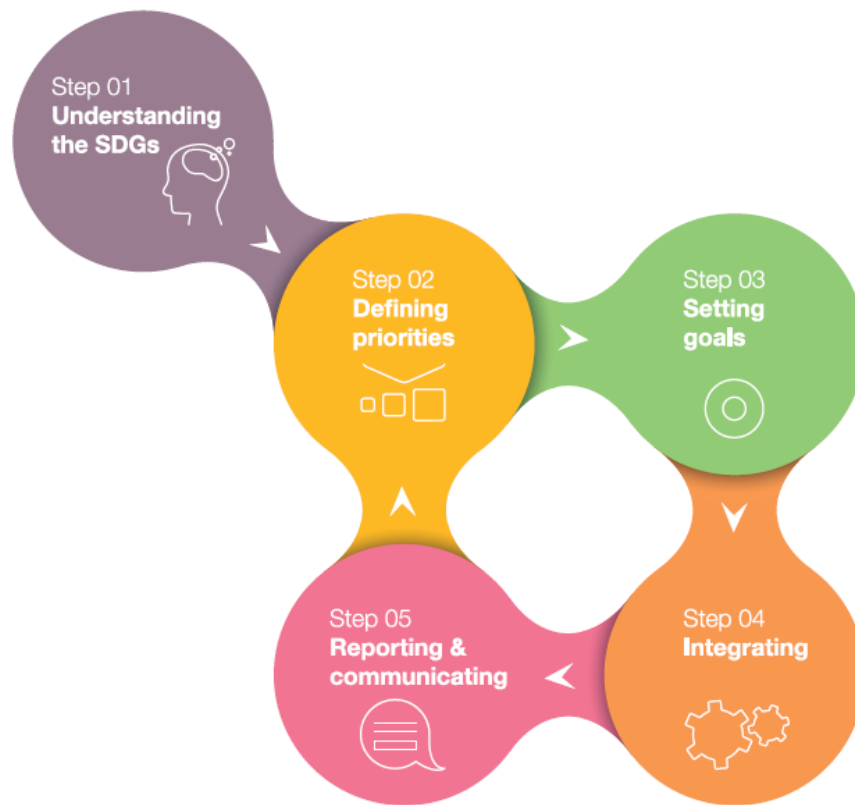 Step 01
Understanding
the SDGs
Step 02
Defining
priorities
Step 03
Setting
goals
Step 04
Integrating
Step 05
Reporting &
communicating